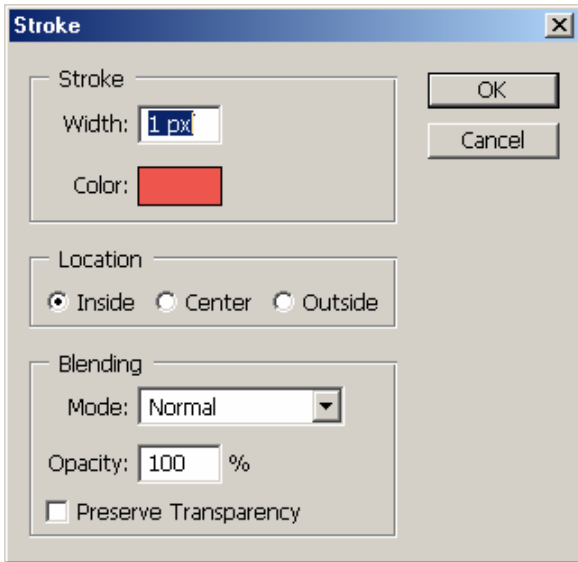 Stroke
Stroke
OK
Width: 1 px
Cancel
Color:
Location
Inside Center Outside
Blending
Mode: Normal
Opacity: 100 %
Preserve Transparency